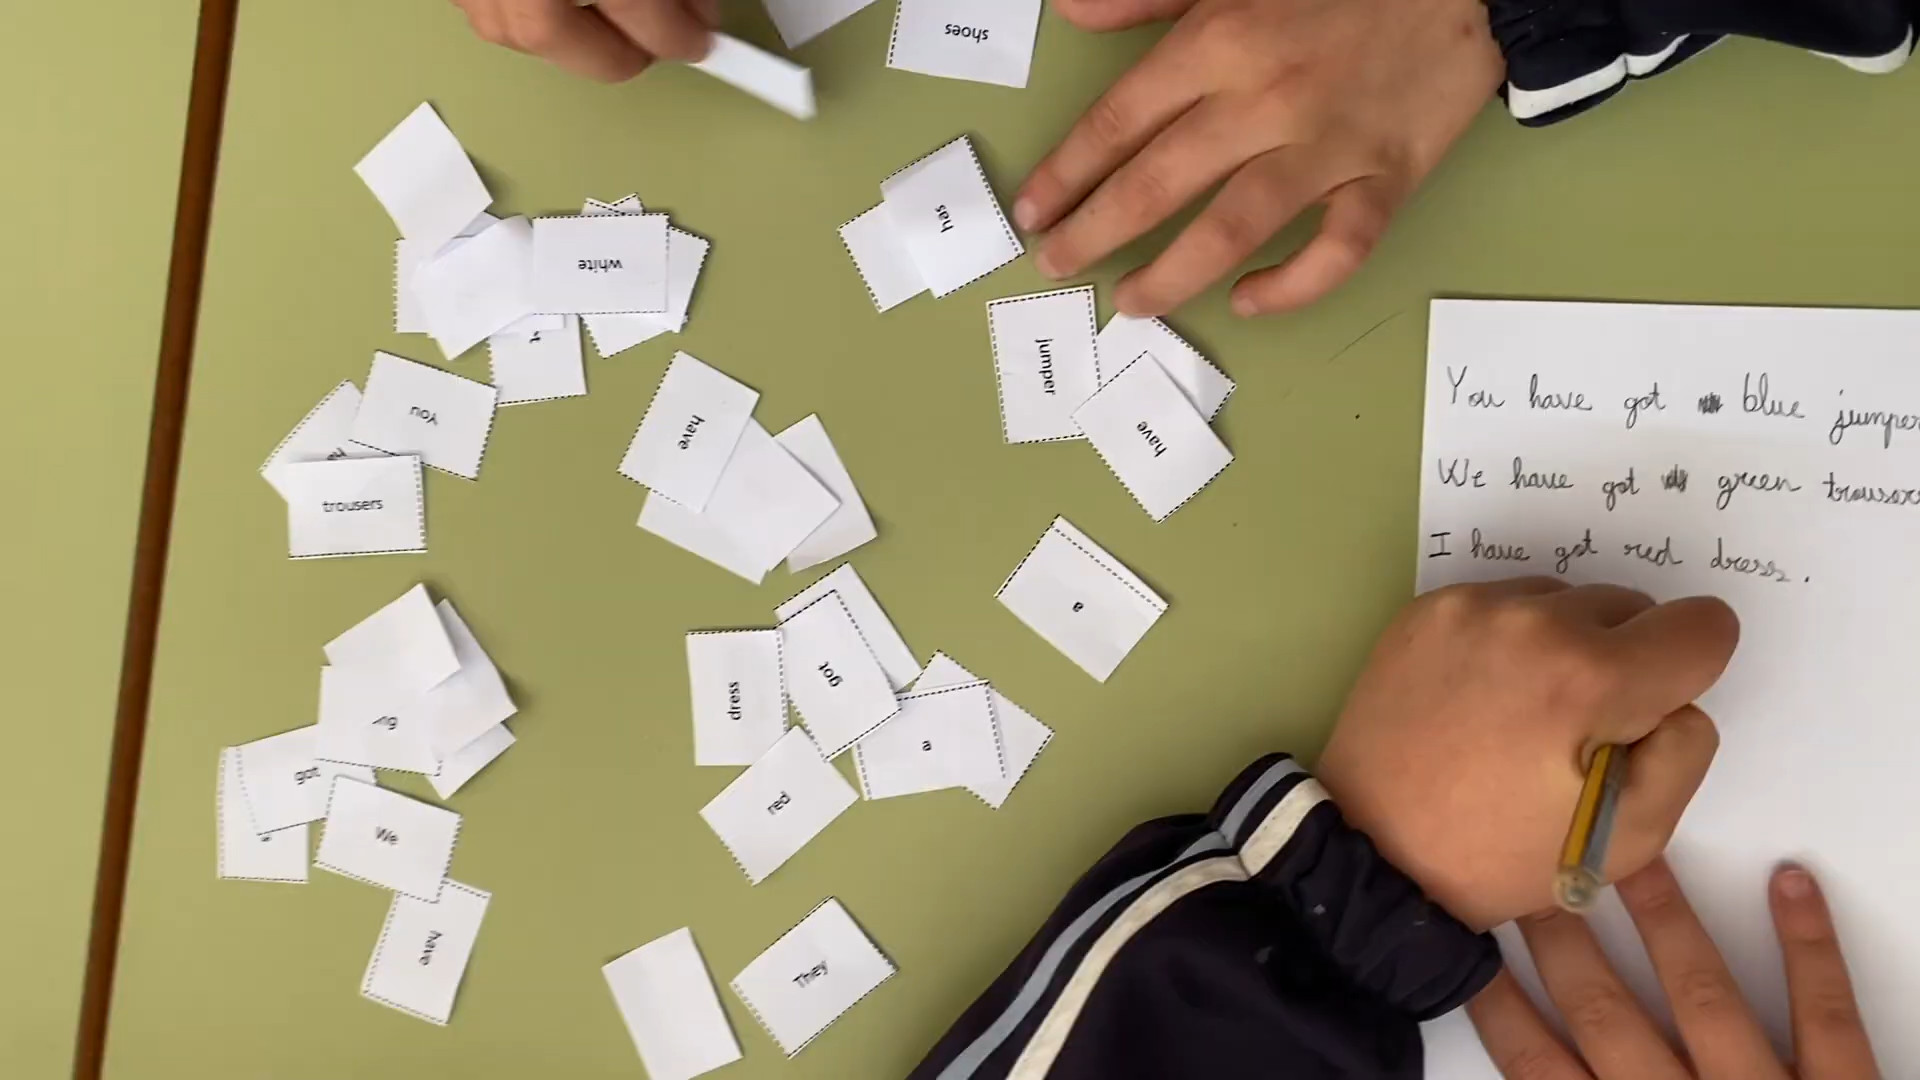 shoes
has
white
jumper
have
You
have
trousers
a
got
dress
a
red
got
We
have
They
You have got blue jumper
We have got green trousers
I have got red dress.